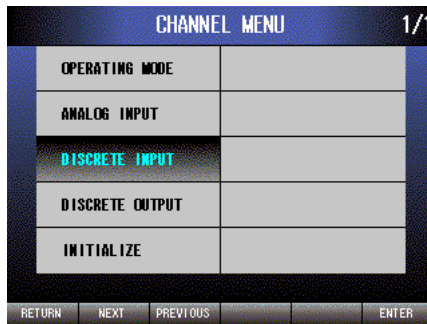 CHANNEL MENU 1/1
OPERATING MODE
ANALOG INPUT
DISCRETE INPUT
DISCRETE OUTPUT
INITIALIZE
RETURN NEXT PREVIOUS ENTER